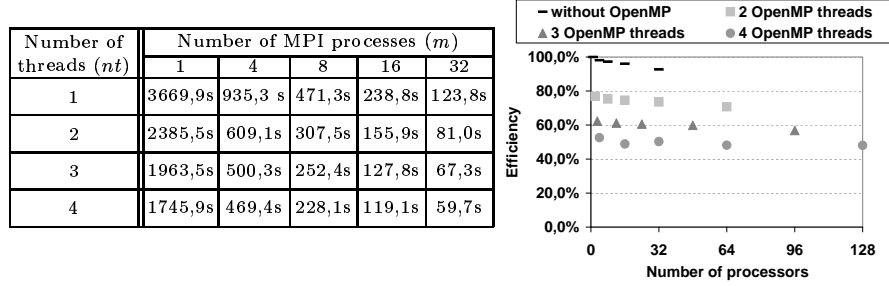 Number of threads (nt) Number of MPI processes (m)
1 4 8 16 32
1 3669,9s 935,3 s 471,3s 238,8s 123,8s
2 2385,5s 609,1s 307,5s 155,9s 81,0s
3 1963,5s 500,3s 252,4s 127,8s 67,3s
4 1745,9s 469,4s 228,1s 119,1s 59,7s
without OpenMP 2 OpenMP threads
3 OpenMP threads 4 OpenMP threads
Efficiency
100,0%
80,0%
60,0%
40,0%
20,0%
0,0%
0 32 64 96 128
Number of processors